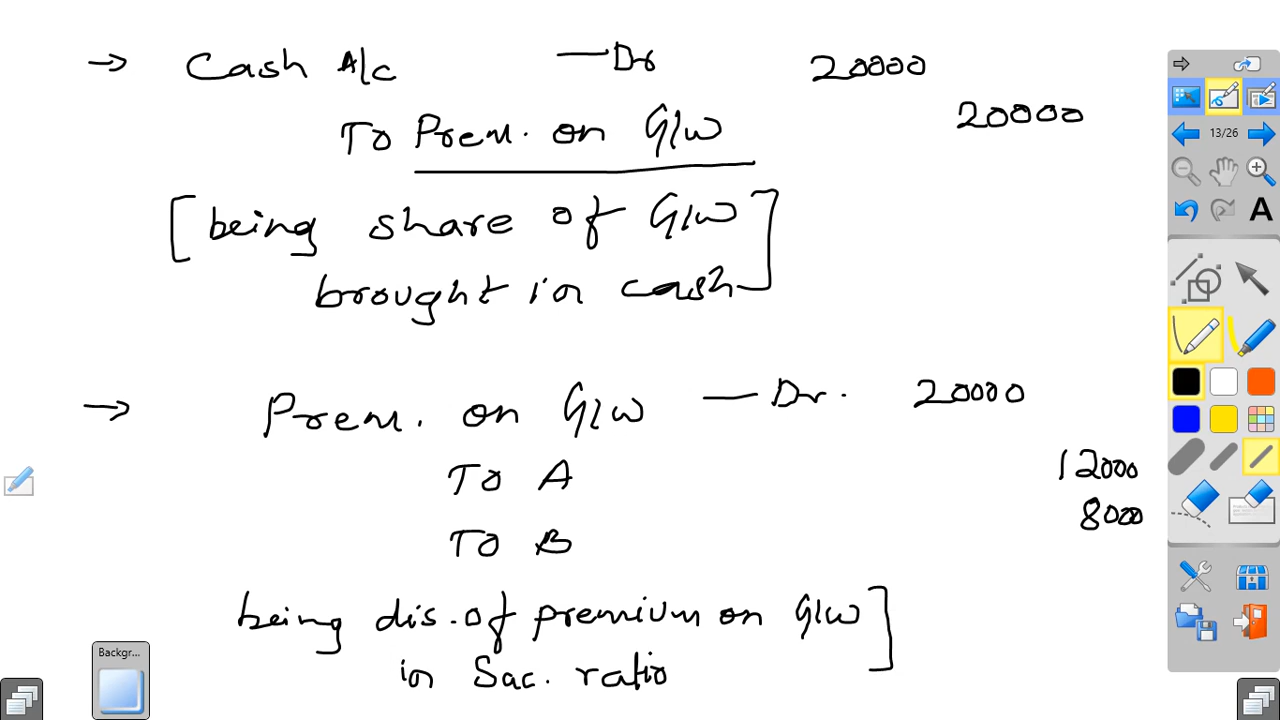 → Cash A/c — Dr 20000
To Prem. on G/w 20000
[being share of G/w
brought in cash]
→ Prem. on G/w — Dr. 20000
To A 12000
To B 8000
being dis. of premium on G/w
in Sac. ratio]
13/26
A
Backgr...